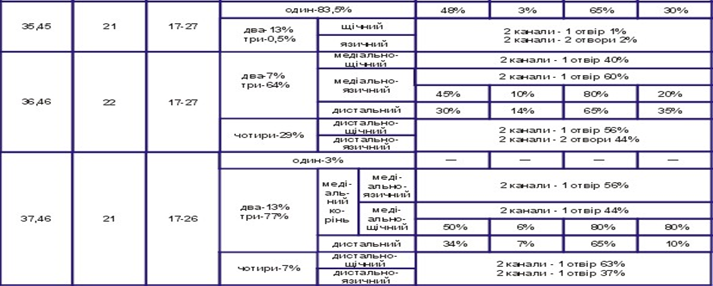 один-83,5% 48% 3% 65% 30%
35,45 21 17-27
два-13%
три-0,5%
щічний
язичний
2 канали - 1 отвір 1%
2 канали - 2 отвори 2%
36,46 22 17-27
два-7%
три-64%
медіально-
щічний
2 канали - 1 отвір 40%
медіально-
язичний
2 канали - 1 отвір 60%
45% 10% 80% 20%
дистальний 30% 14% 65% 35%
чотири-29%
дистально-
щічний
дистально-
язичний
2 канали - 1 отвір 56%
2 канали - 2 отвори 44%
37,46 21 17-26
один-3% — — — —
два-13%
три-77%
меді-
аль-
ний
ко-
рінь
меді-
ально-
язичний
2 канали - 1 отвір 56%
меді-
ально-
щічний
2 канали - 1 отвір 44%
50% 6% 80% 80%
дистальний 34% 7% 65% 10%
чотири-7%
дистально-
щічний
дистально-
язичний
2 канали - 1 отвір 63%
2 канали - 1 отвір 37%